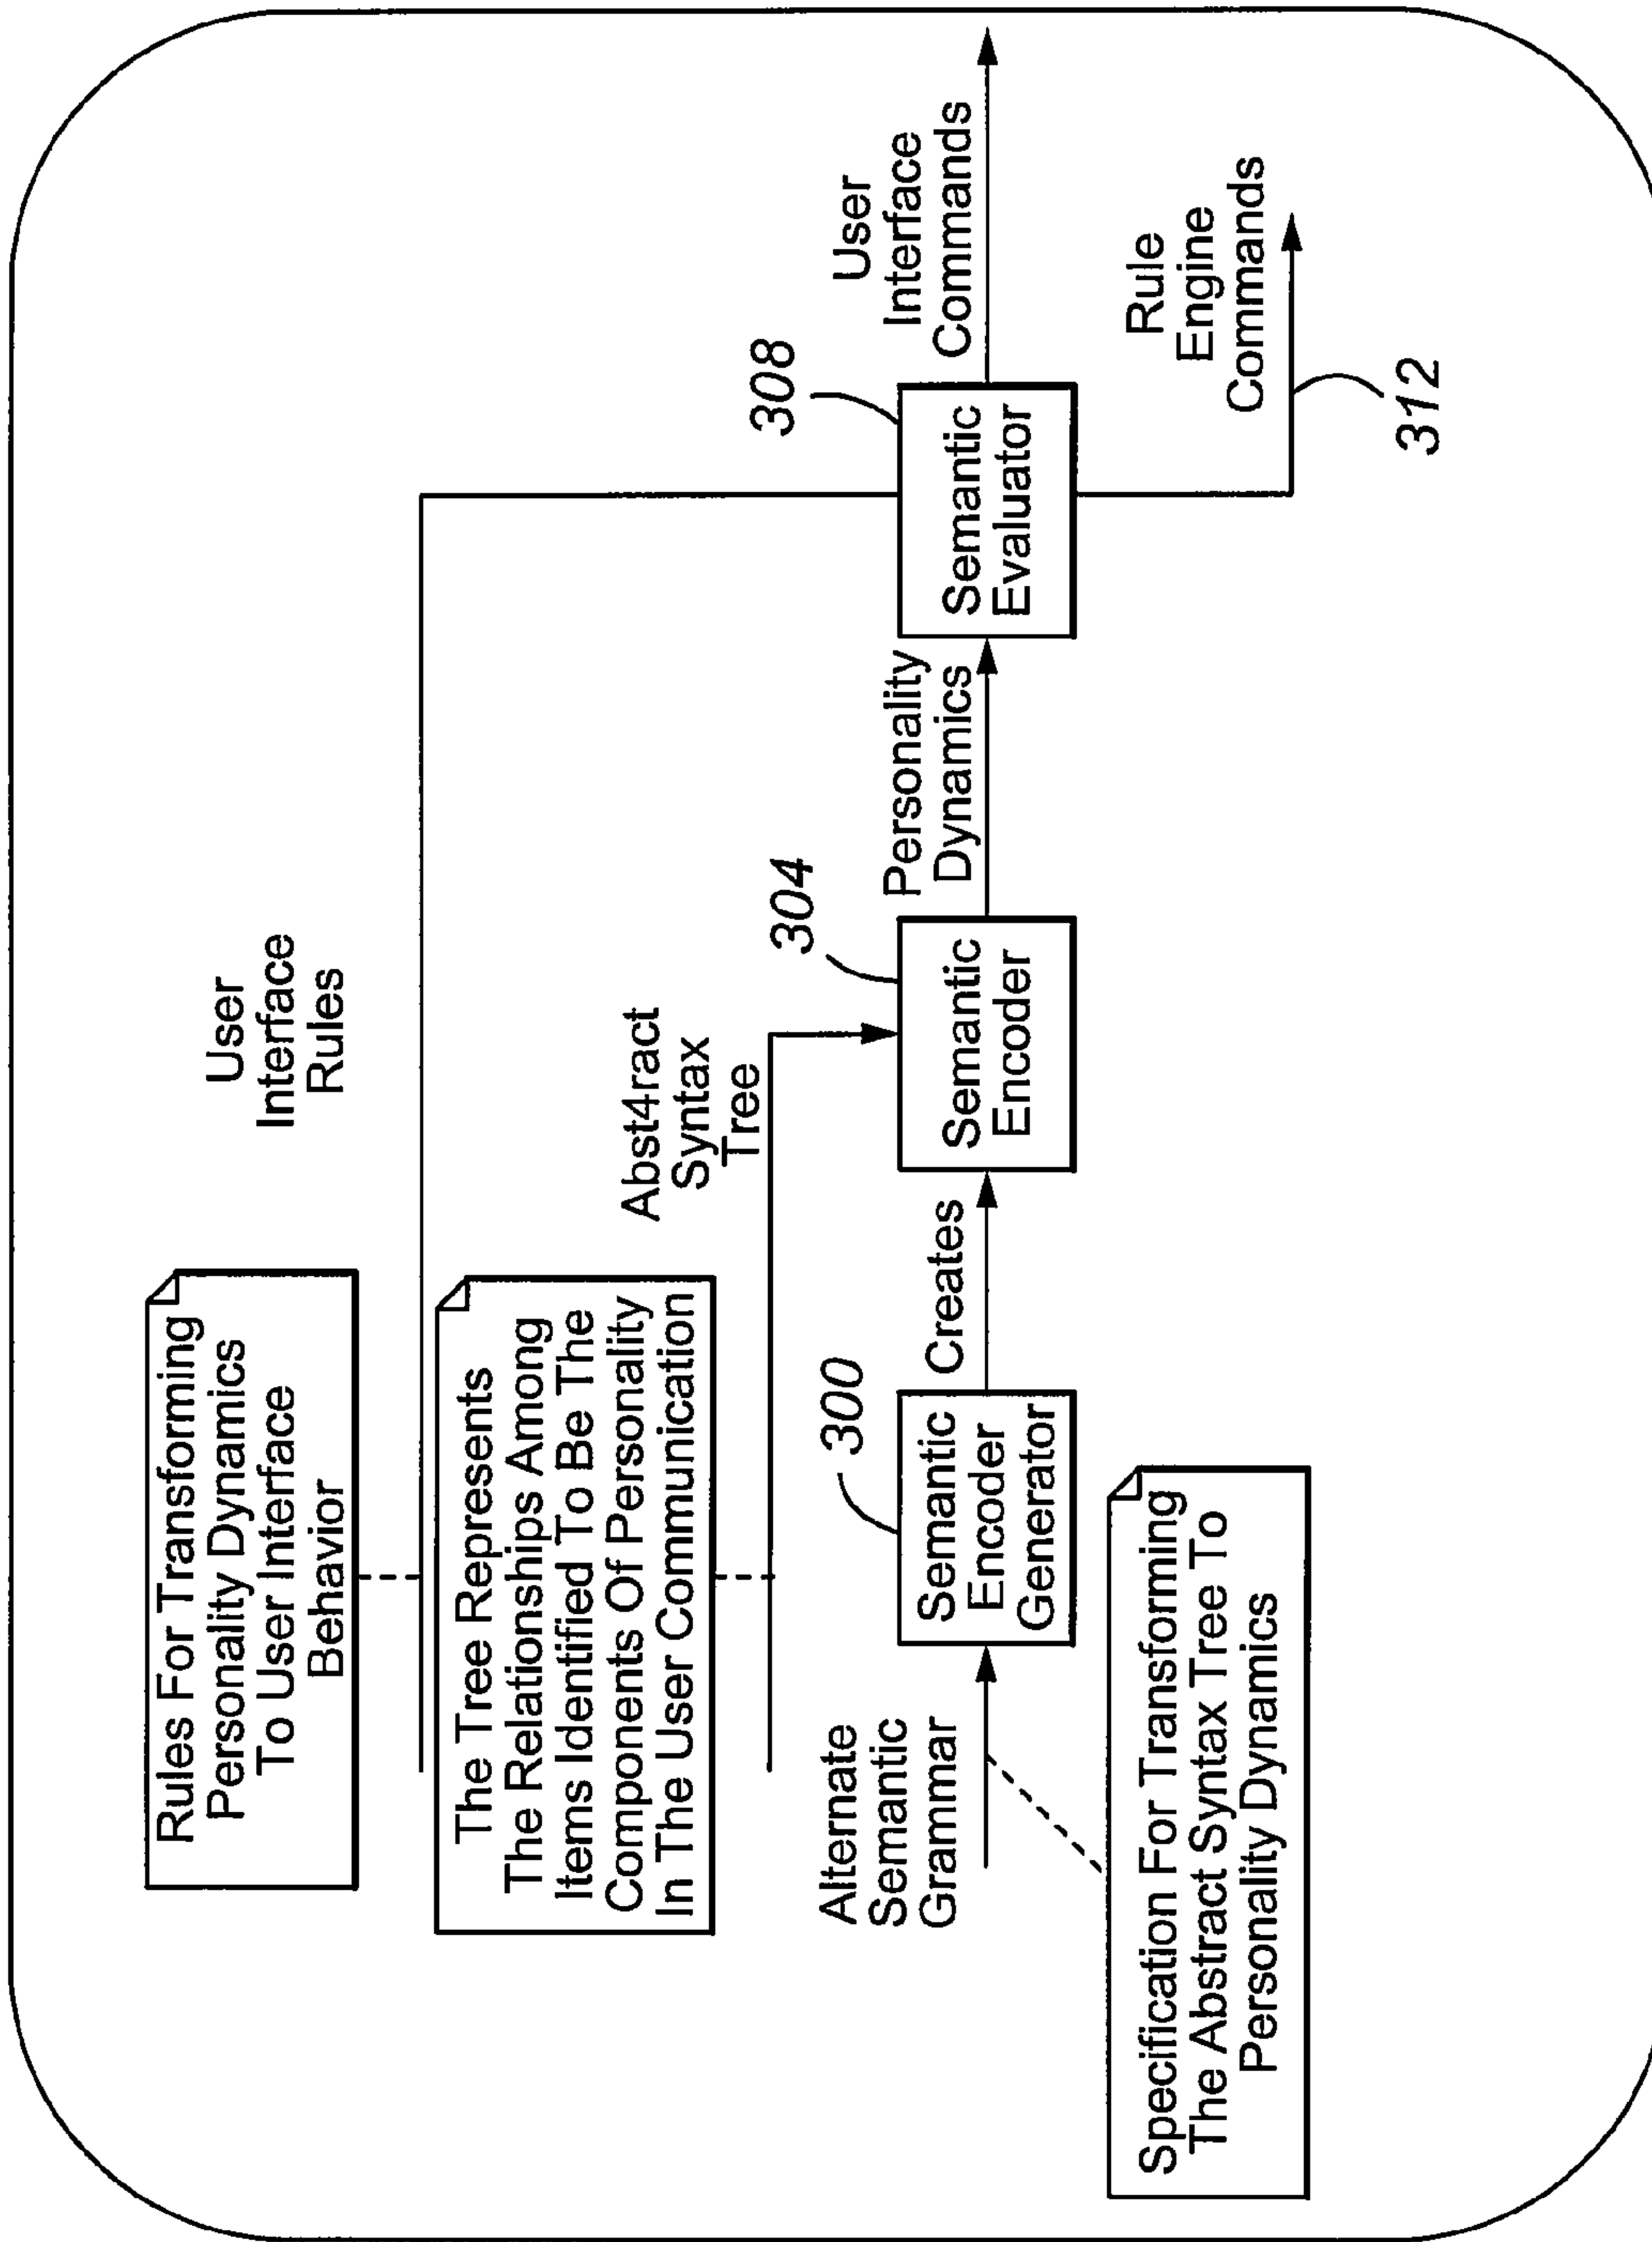 Rules For Transforming
Personality Dynamics
To User Interface
Behavior
User
Interface
Rules
The Tree Represents
The Relationships Among
Items Identified To Be The
Components Of Personality
In The User Communication
Abst4ract
Syntax
Tree
Alternate
Semantic
Grammar
300
Semantic
Encoder
Generator
Creates
304
Semantic
Encoder
Personality
Dynamics
308
Semantic
Evaluator
User
Interface
Commands
Rule
Engine
Commands
312
Specification For Transforming
The Abstract Syntax Tree To
Personality Dynamics